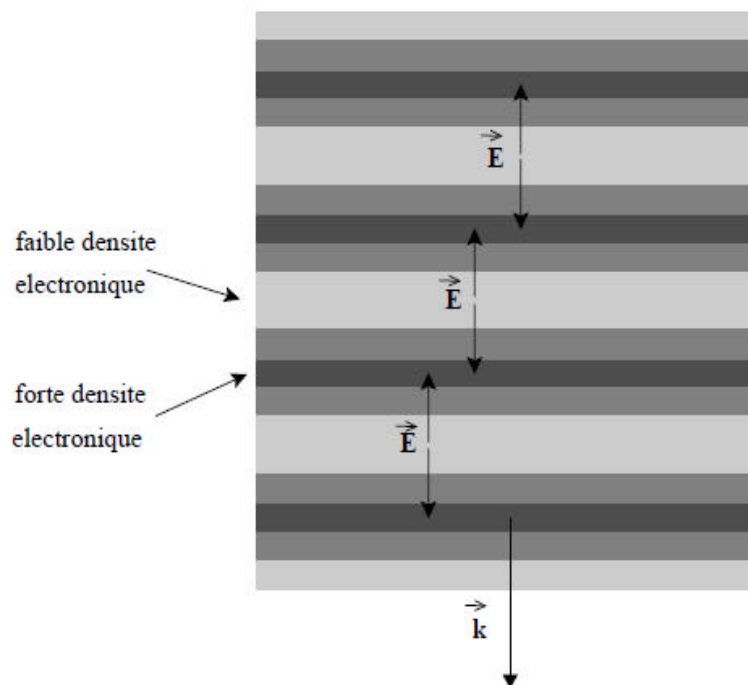 E
faible densite
electronique
E
forte densite
electronique
E
k